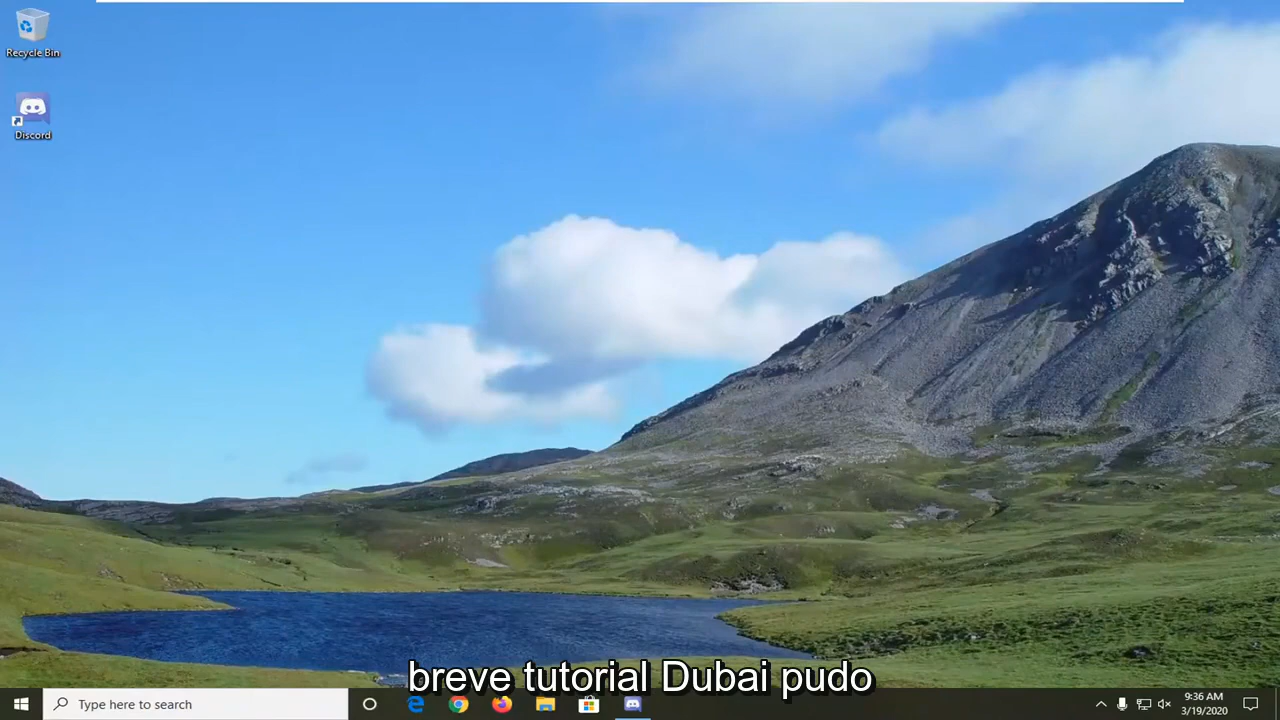 Recycle Bin
Discord
breve tutorial Dubai pudo
Type here to search
9:36 AM
3/19/2020